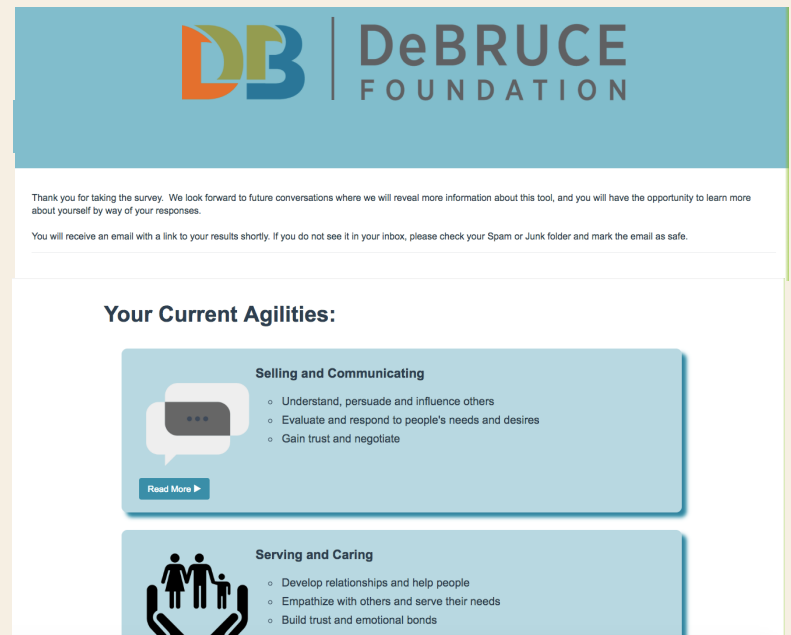 DB DeBRUCE
FOUNDATION
Thank you for taking the survey.  We look forward to future conversations where we will reveal more information about this tool, and you will have the opportunity to learn more
about yourself by way of your responses.
You will receive an email with a link to your results shortly. If you do not see it in your inbox, please check your Spam or Junk folder and mark the email as safe.
Your Current Agilities:
Selling and Communicating
Understand, persuade and influence others
Evaluate and respond to people's needs and desires
Gain trust and negotiate
Read More
Serving and Caring
Develop relationships and help people
Empathize with others and serve their needs
Build trust and emotional bonds